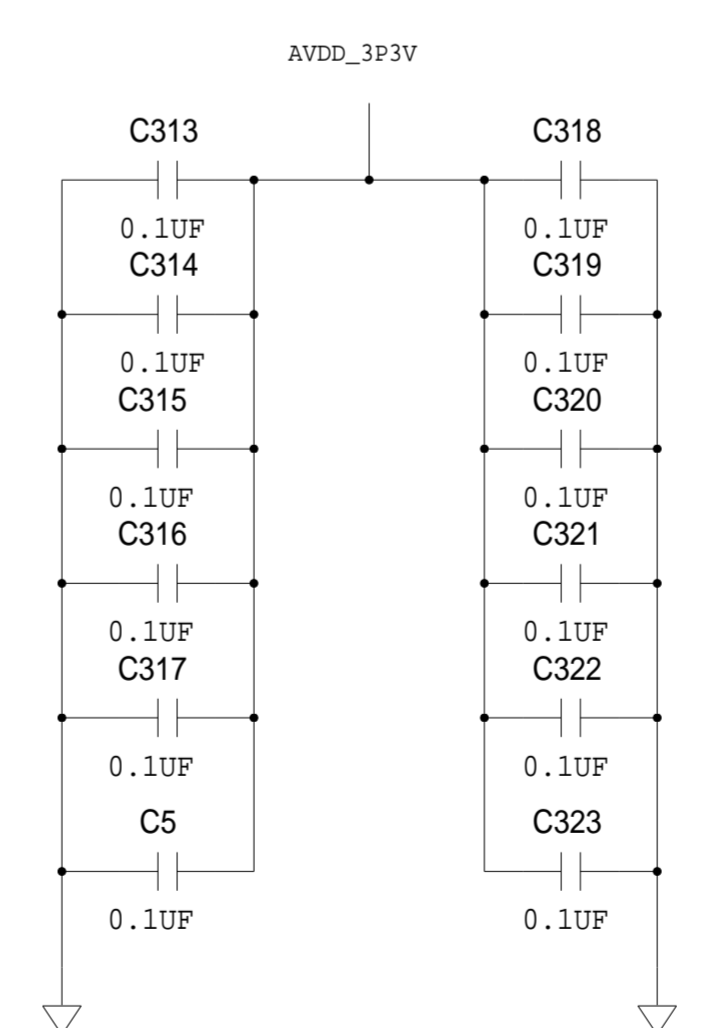 AVDD_3P3V
C313
C318
0.1UF
0.1UF
C314
C319
0.1UF
0.1UF
C315
C320
0.1UF
0.1UF
C316
C321
0.1UF
0.1UF
C317
C322
0.1UF
0.1UF
C5
C323
0.1UF
0.1UF